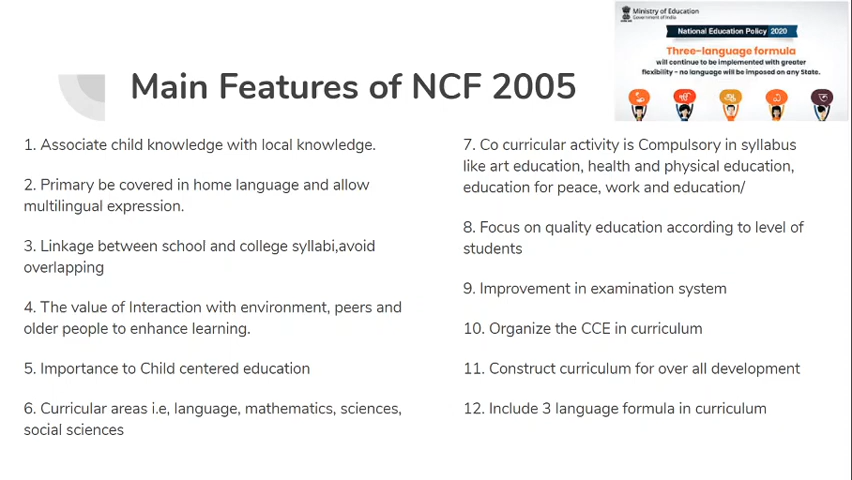 Ministry of Education
Government of India
National Education Policy 2020
Three-language formula
will continue to be implemented with greater
flexibility - no language will be imposed on any State.
Main Features of NCF 2005
1. Associate child knowledge with local knowledge.
2. Primary be covered in home language and allow
multilingual expression.
3. Linkage between school and college syllabi,avoid
overlapping
4. The value of Interaction with environment, peers and
older people to enhance learning.
5. Importance to Child centered education
6. Curricular areas i.e, language, mathematics, sciences,
social sciences
7. Co curricular activity is Compulsory in syllabus
like art education, health and physical education,
education for peace, work and education/
8. Focus on quality education according to level of
students
9. Improvement in examination system
10. Organize the CCE in curriculum
11. Construct curriculum for over all development
12. Include 3 language formula in curriculum